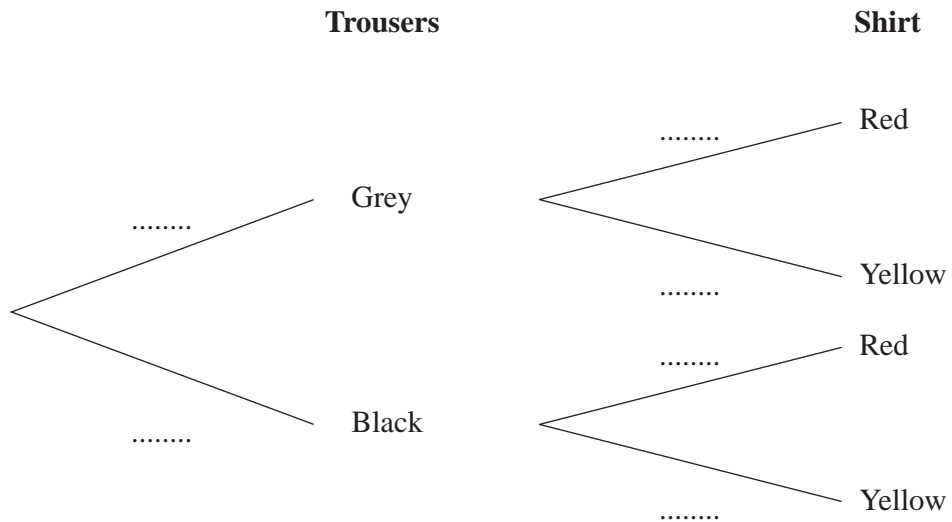 Trousers Shirt
........ Red
Grey
........
........ Yellow
........ Red
Black
........
........ Yellow